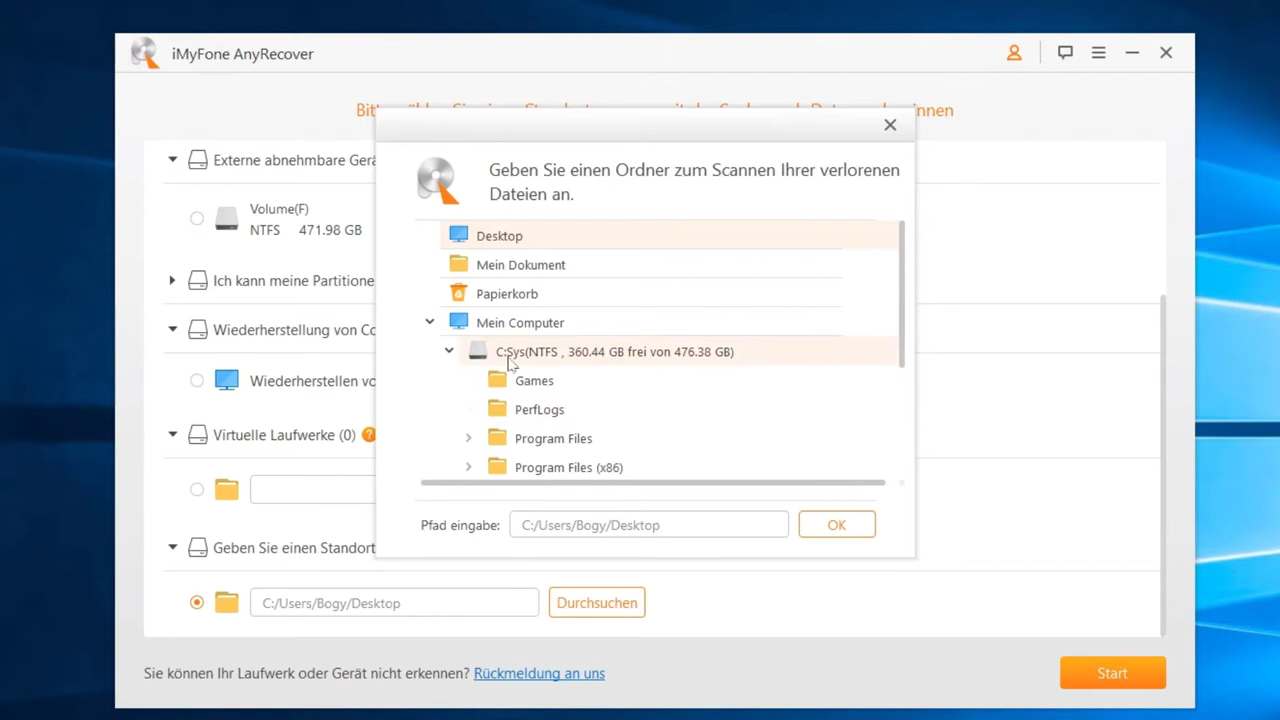 iMyFone AnyRecover
Geben Sie einen Ordner zum Scannen Ihrer verlorenen
Dateien an.
Externe abnehmbare Gerä
Volume(F)
NTFS 471.98 GB
Ich kann meine Partitione
Wiederherstellung von Co
Wiederherstellen vo
Virtuelle Laufwerke (0)
?
Geben Sie einen Standort
C:/Users/Bogy/Desktop
Durchsuchen
Desktop
Mein Dokument
Papierkorb
Mein Computer
C:Sys(NTFS , 360.44 GB frei von 476.38 GB)
Games
PerfLogs
Program Files
Program Files (x86)
Pfad eingabe: C:/Users/Bogy/Desktop
OK
Sie können Ihr Laufwerk oder Gerät nicht erkennen? Rückmeldung an uns
Start